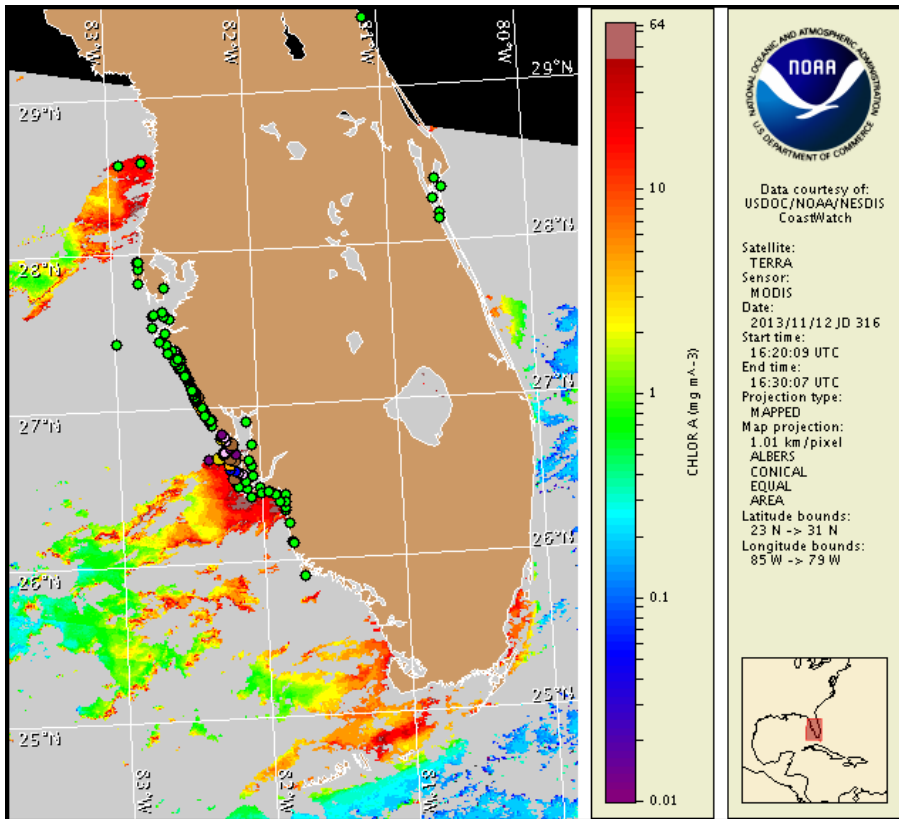 83°W
82°W
81°W
80°W
29°N
29°N
28°N
28°N
27°N
27°N
26°N
26°N
25°N
25°N
83°W
82°W
81°W
64
10
1
0.1
0.01
CHLOR A (mg m^-3)
NATIONAL OCEANIC AND ATMOSPHERIC ADMINISTRATION
NOAA
U.S. DEPARTMENT OF COMMERCE
Data courtesy of:
USDOC/NOAA/NESDIS
CoastWatch
Satellite:
TERRA
Sensor:
MODIS
Date:
2013/11/12 JD 316
Start time:
16:20:09 UTC
End time:
16:30:07 UTC
Projection type:
MAPPED
Map projection:
1.01 km/pixel
ALBERS
CONICAL
EQUAL
AREA
Latitude bounds:
23 N -> 31 N
Longitude bounds:
85 W -> 79 W